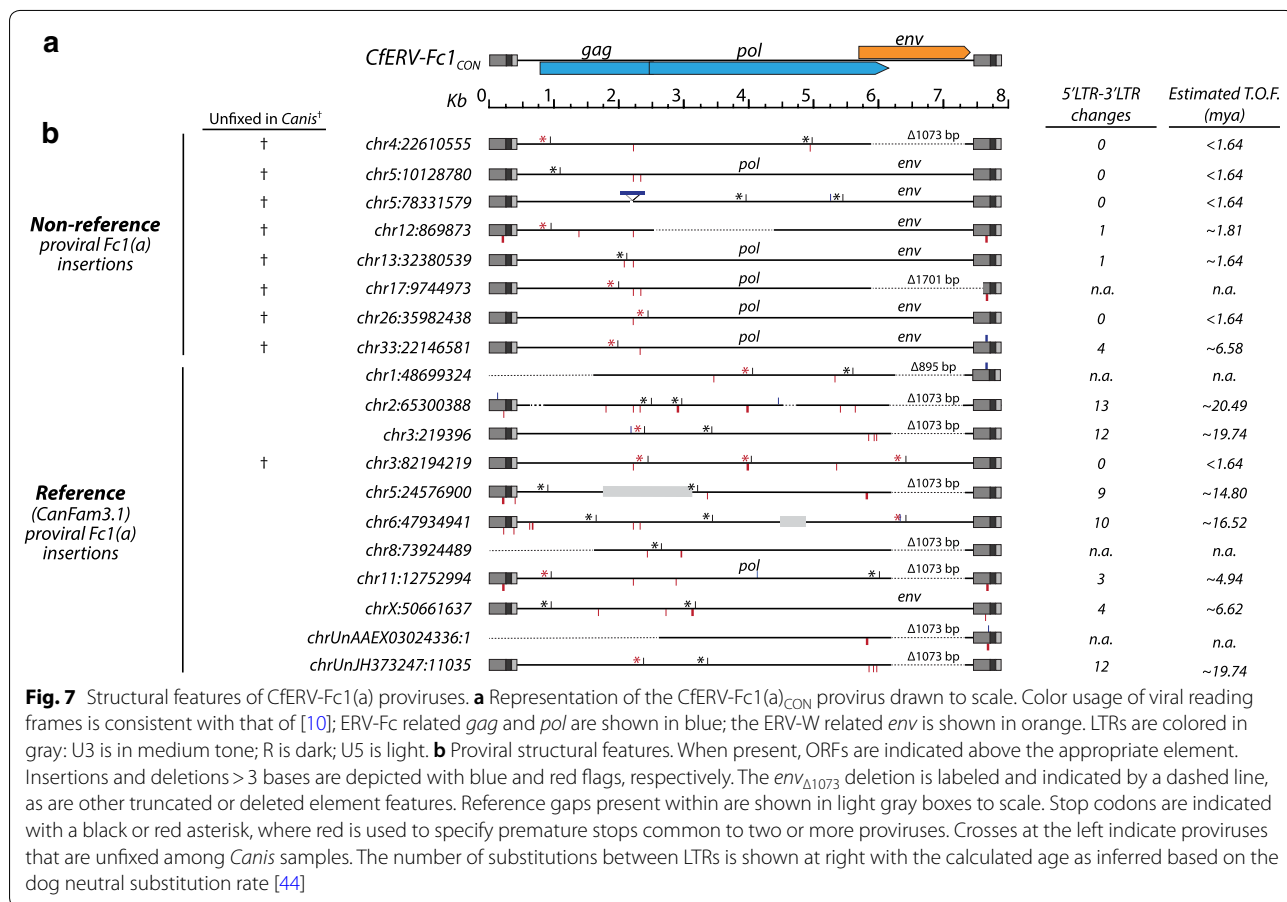 a
CfERV-Fc1CON
gag
pol
env
Kb
0 1 2 3 4 5 6 7 8
5'LTR-3'LTR changes
Estimated T.O.F. (mya)
b
Unfixed in Canis†
Non-reference
proviral Fc1(a)
insertions
† chr4:22610555 * * Δ1073 bp 0 <1.64
† chr5:10128780 * pol env 0 <1.64
† chr5:78331579 * * env 0 <1.64
† chr12:869873 * env 1 ~1.81
† chr13:32380539 * pol env 1 ~1.64
† chr17:9744973 * pol Δ1701 bp n.a. n.a.
† chr26:35982438 * pol env 0 <1.64
† chr33:22146581 * pol env 4 ~6.58
Reference
(CanFam3.1)
proviral Fc1(a)
insertions
chr1:48699324 * * Δ895 bp n.a. n.a.
chr2:65300388 * * Δ1073 bp 13 ~20.49
chr3:219396 * * Δ1073 bp 12 ~19.74
† chr3:82194219 * * * 0 <1.64
chr5:24576900 * * Δ1073 bp 9 ~14.80
chr6:47934941 * * * 10 ~16.52
chr8:73924489 * Δ1073 bp n.a. n.a.
chr11:12752994 * pol * Δ1073 bp 3 ~4.94
chrX:50661637 * * env 4 ~6.62
chrUnAAEX03024336:1 Δ1073 bp n.a. n.a.
chrUnJH373247:11035 * * Δ1073 bp 12 ~19.74
Fig. 7 Structural features of CfERV-Fc1(a) proviruses. a Representation of the CfERV-Fc1(a)CON provirus drawn to scale. Color usage of viral reading
frames is consistent with that of [10]; ERV-Fc related gag and pol are shown in blue; the ERV-W related env is shown in orange. LTRs are colored in
gray: U3 is in medium tone; R is dark; U5 is light. b Proviral structural features. When present, ORFs are indicated above the appropriate element.
Insertions and deletions > 3 bases are depicted with blue and red flags, respectively. The envΔ1073 deletion is labeled and indicated by a dashed line,
as are other truncated or deleted element features. Reference gaps present within are shown in light gray boxes to scale. Stop codons are indicated
with a black or red asterisk, where red is used to specify premature stops common to two or more proviruses. Crosses at the left indicate proviruses
that are unfixed among Canis samples. The number of substitutions between LTRs is shown at right with the calculated age as inferred based on the
dog neutral substitution rate [44]